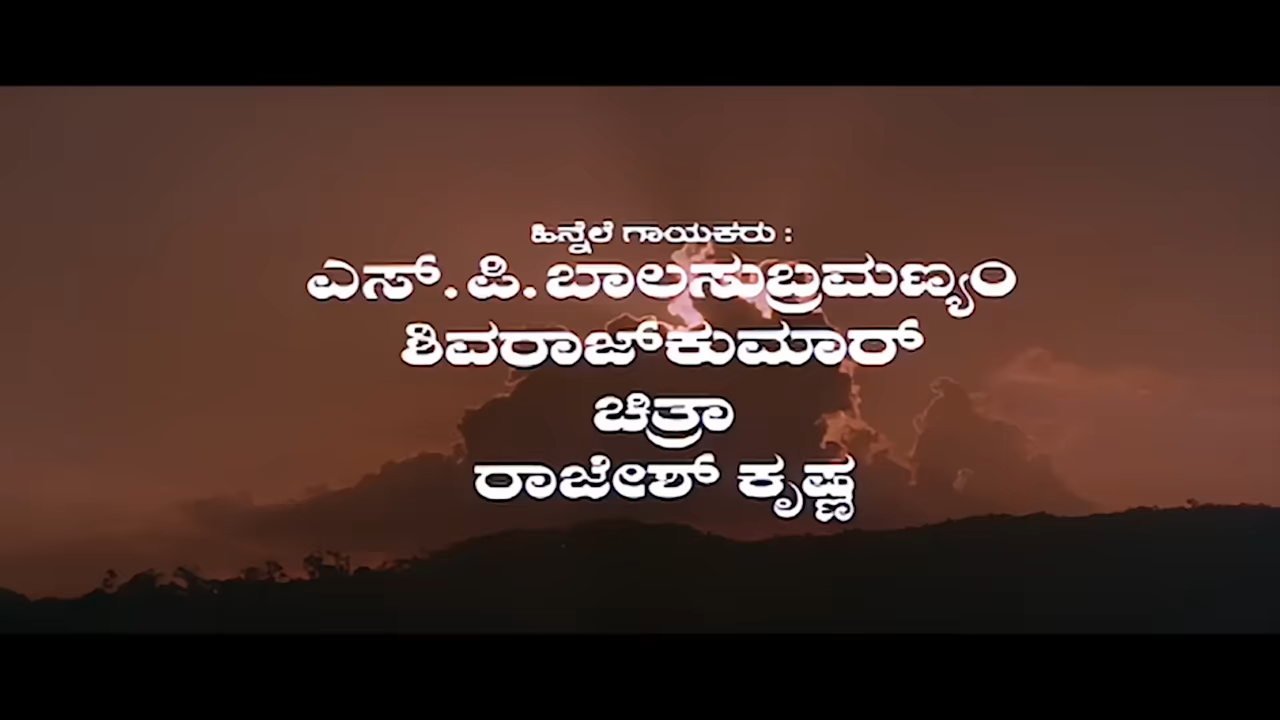 ಹಿನ್ನೆಲೆ ಗಾಯಕರು :
ಎಸ್. ಪಿ. ಬಾಲಸುಬ್ರಮಣ್ಯಂ
ಶಿವರಾಜ್‌ಕುಮಾರ್
ಚಿತ್ರಾ
ರಾಜೇಶ್ ಕೃಷ್ಣ